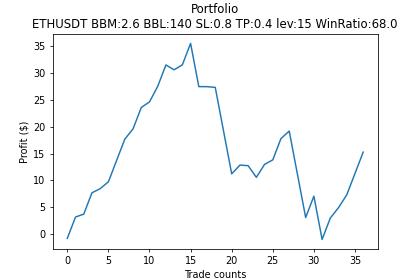 Portfolio
ETHUSDT BBM:2.6 BBL:140 SL:0.8 TP:0.4 lev:15 WinRatio:68.0
35
30
25
20
15
10
5
0
Profit ($)
0 5 10 15 20 25 30 35
Trade counts